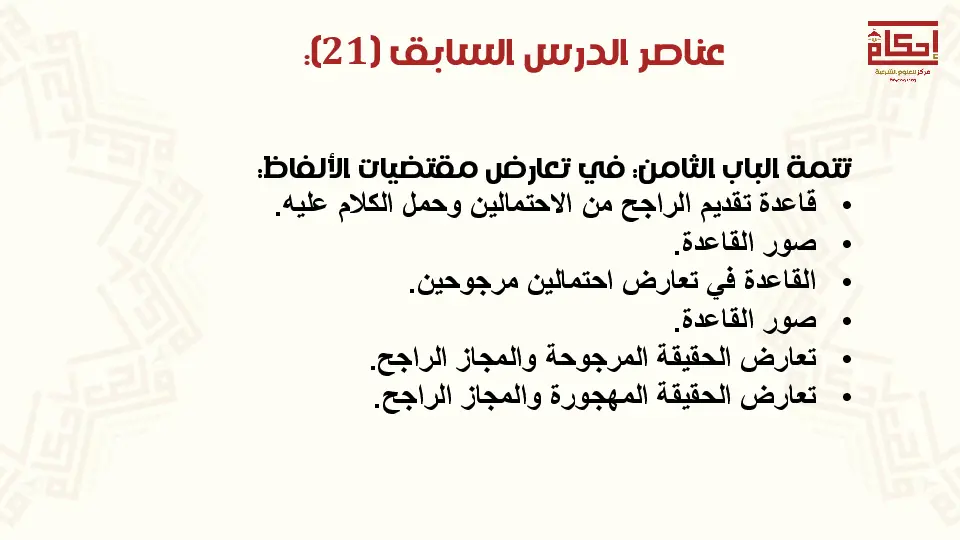 عناصر الدرس السابق (21):
إحكام
مركز للعلوم الشرعية
تتمة الباب الثامن: في تعارض مقتضيات الألفاظ:
• قاعدة تقديم الراجح من الاحتمالين وحمل الكلام عليه.
• صور القاعدة.
• القاعدة في تعارض احتمالين مرجوحين.
• صور القاعدة.
• تعارض الحقيقة المرجوحة والمجاز الراجح.
• تعارض الحقيقة المهجورة والمجاز الراجح.